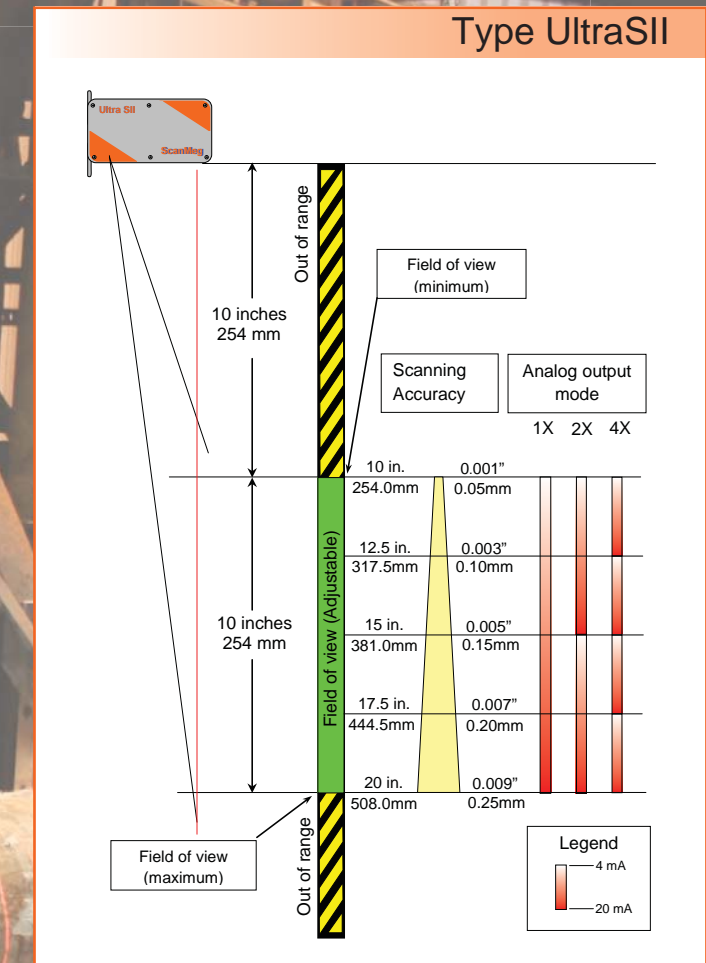 Type UltraSII
Ultra SII
ScanMeg
Out of range
10 inches
254 mm
Field of view
(minimum)
Scanning
Accuracy
Analog output
mode
1X 2X 4X
10 in. 0.001”
254.0mm 0.05mm
12.5 in. 0.003”
317.5mm 0.10mm
Field of view (Adjustable)
10 inches
254 mm
15 in. 0.005”
381.0mm 0.15mm
17.5 in. 0.007”
444.5mm 0.20mm
20 in. 0.009”
508.0mm 0.25mm
Out of range
Field of view
(maximum)
Legend
4 mA
20 mA